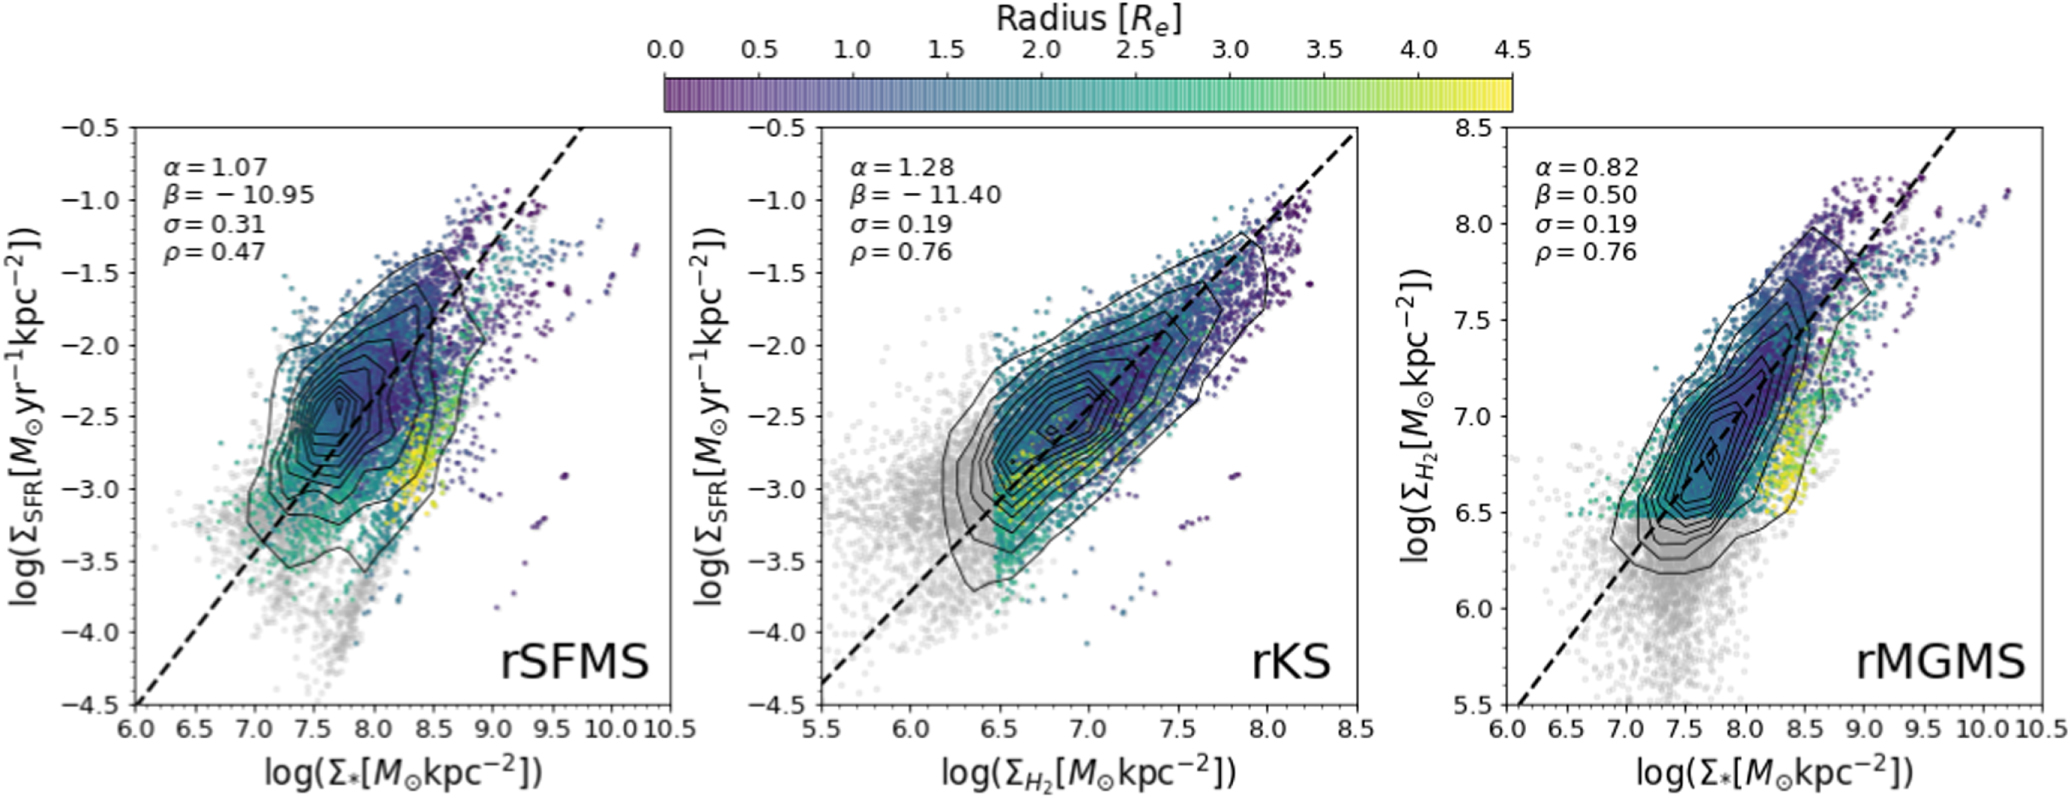 Radius [Rₑ]
0.0 0.5 1.0 1.5 2.0 2.5 3.0 3.5 4.0 4.5
α = 1.07
β = − 10.95
σ = 0.31
ρ = 0.47
−0.5
−1.0
−1.5
−2.0
−2.5
−3.0
−3.5
−4.0
−4.5
log(Σ_SFR[M⊙yr⁻¹kpc⁻²])
rSFMS
6.0 6.5 7.0 7.5 8.0 8.5 9.0 9.5 10.0 10.5
log(Σ*[M⊙kpc⁻²])
α = 1.28
β = − 11.40
σ = 0.19
ρ = 0.76
−0.5
−1.0
−1.5
−2.0
−2.5
−3.0
−3.5
−4.0
−4.5
log(Σ_SFR[M⊙yr⁻¹kpc⁻²])
rKS
5.5 6.0 6.5 7.0 7.5 8.0 8.5
log(Σ_H₂[M⊙kpc⁻²])
α = 0.82
β = 0.50
σ = 0.19
ρ = 0.76
8.5
8.0
7.5
7.0
6.5
6.0
5.5
log(Σ_H₂[M⊙kpc⁻²])
rMGMS
6.0 6.5 7.0 7.5 8.0 8.5 9.0 9.5 10.0 10.5
log(Σ*[M⊙kpc⁻²])